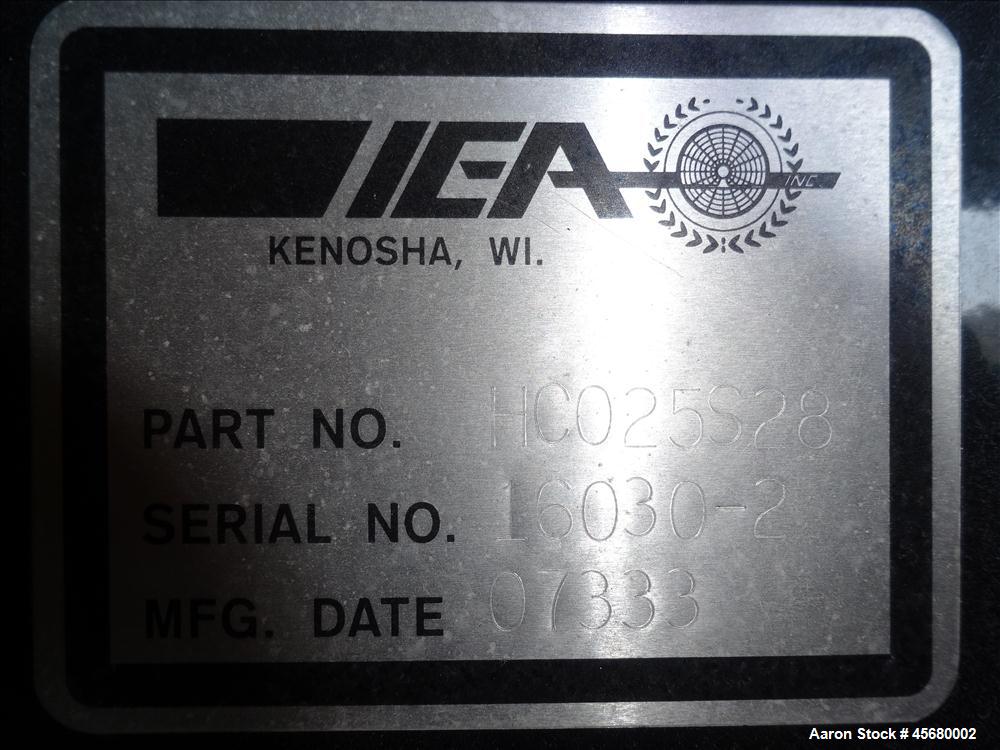 IEA INC.
KENOSHA, WI.
PART NO. HC025S28
SERIAL NO. 16030-2
MFG. DATE 07333
Aaron Stock # 45680002